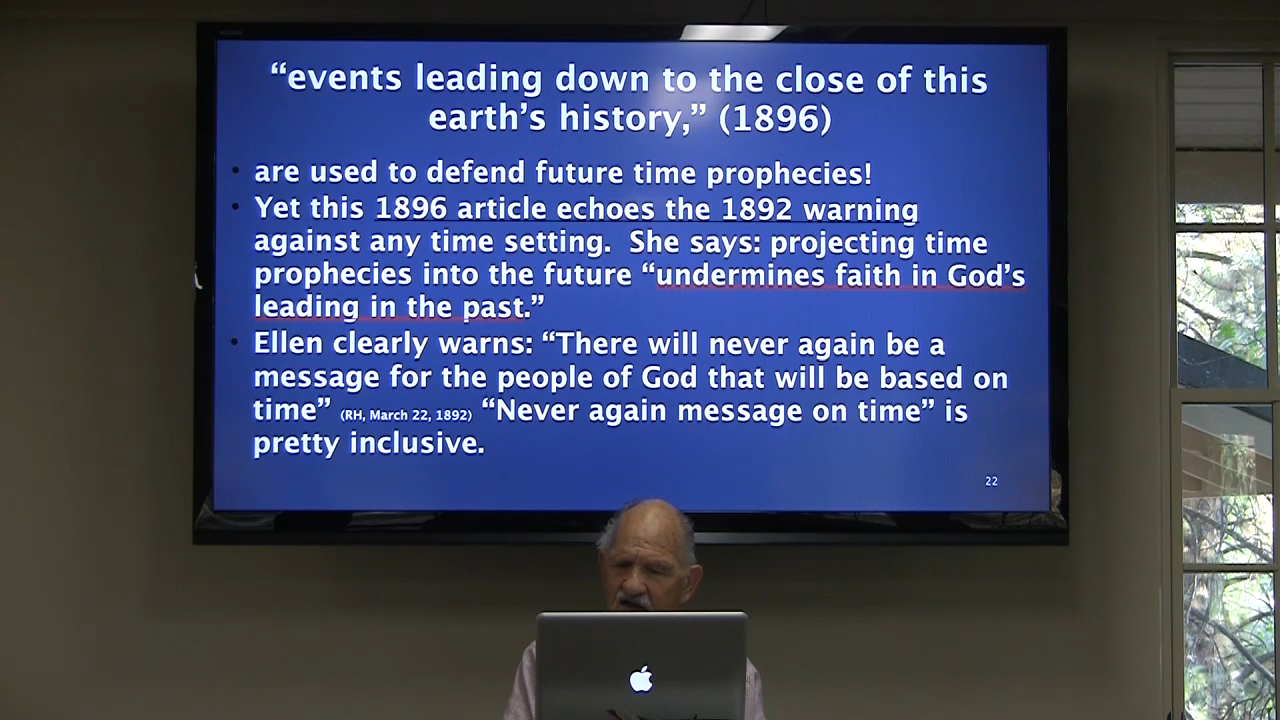 “events leading down to the close of this
earth’s history,” (1896)
• are used to defend future time prophecies!
• Yet this 1896 article echoes the 1892 warning
against any time setting.  She says: projecting time
prophecies into the future “undermines faith in God’s
leading in the past.”
• Ellen clearly warns: “There will never again be a
message for the people of God that will be based on
time” (RH, March 22, 1892) “Never again message on time” is
pretty inclusive.
22